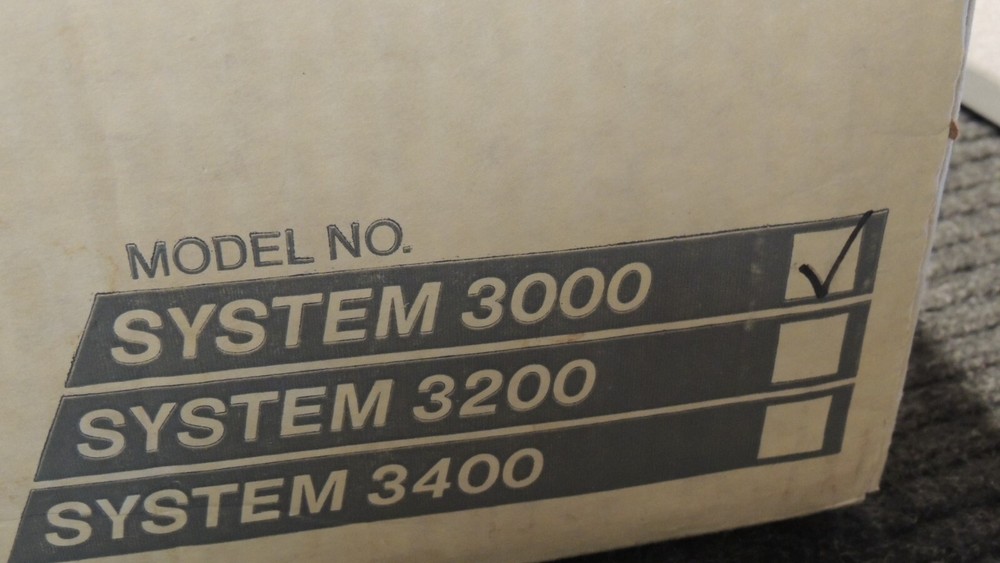 MODEL NO.
SYSTEM 3000
SYSTEM 3200
SYSTEM 3400